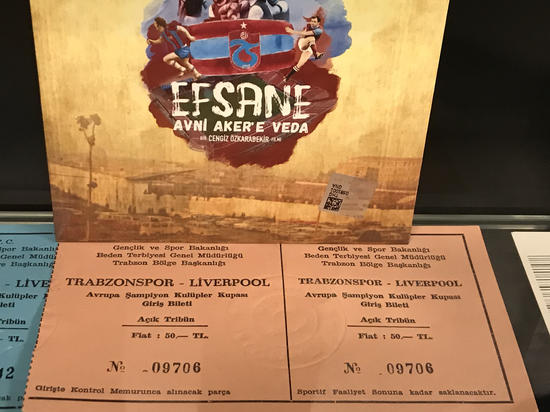 EFSANE
AVNİ AKER'E VEDA
BİR CENGİZ ÖZKARABEKİR FİLMİ
T. C.
Gençlik ve Spor Bakanlığı
Beden Terbiyesi Genel Müdürlüğü
Trabzon Bölge Başkanlığı
TRABZONSPOR - LİVERPOOL
Avrupa Şampiyon Kulüpler Kupası
Giriş Bileti
Açık Tribün
Fiat : 50,— TL.
No 09706
Girişte Kontrol Memurunca alınacak parça
Gençlik ve Spor Bakanlığı
Beden Terbiyesi Genel Müdürlüğü
Trabzon Bölge Başkanlığı
TRABZONSPOR - LİVERPOOL
Avrupa Şampiyon Kulüpler Kupası
Giriş Bileti
Açık Tribün
Fiat : 50,— TL.
No 09706
Sportif Faaliyet Sonuna kadar saklanacaktır.